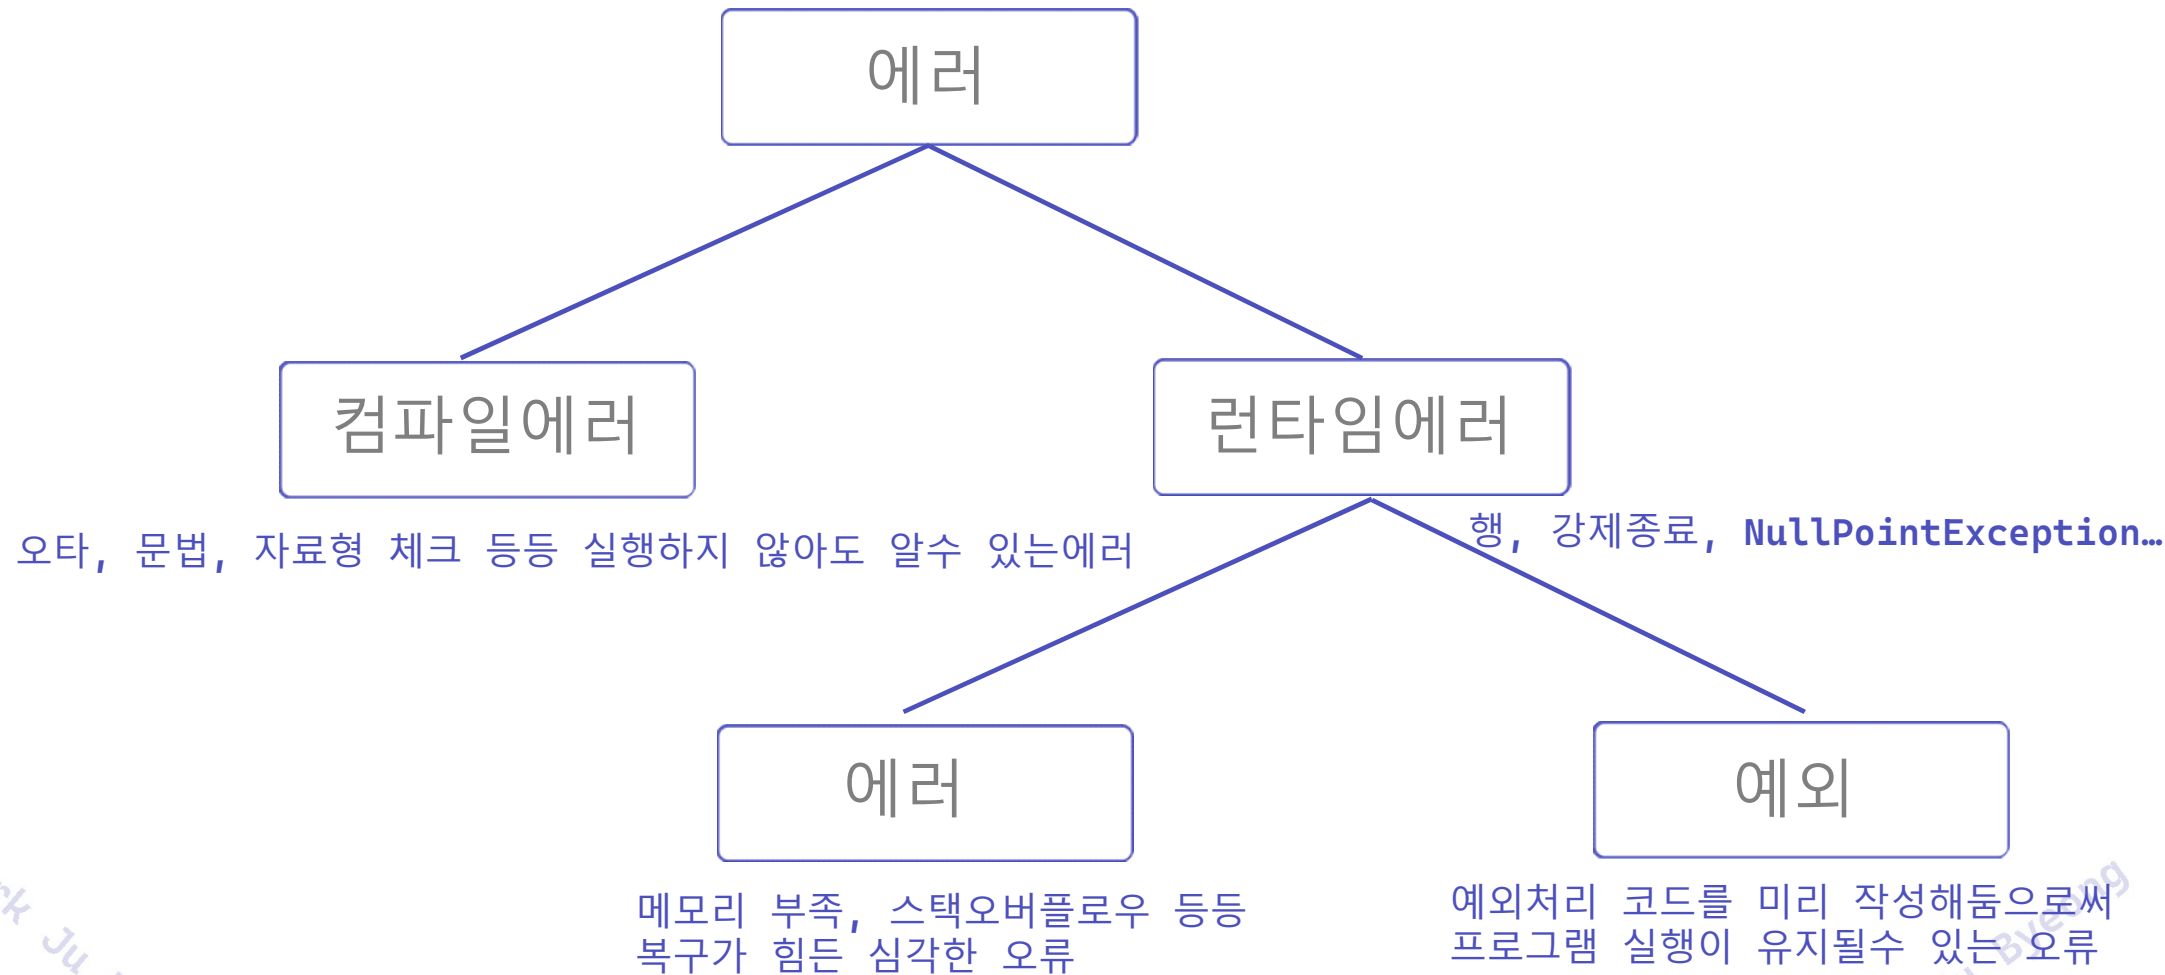 에러
컴파일에러
런타임에러
오타, 문법, 자료형 체크 등등 실행하지 않아도 알수 있는에러
행, 강제종료, NullPointException…
에러
예외
메모리 부족, 스택오버플로우 등등
복구가 힘든 심각한 오류
예외처리 코드를 미리 작성해둠으로써
프로그램 실행이 유지될수 있는 오류
Ju
Byeong